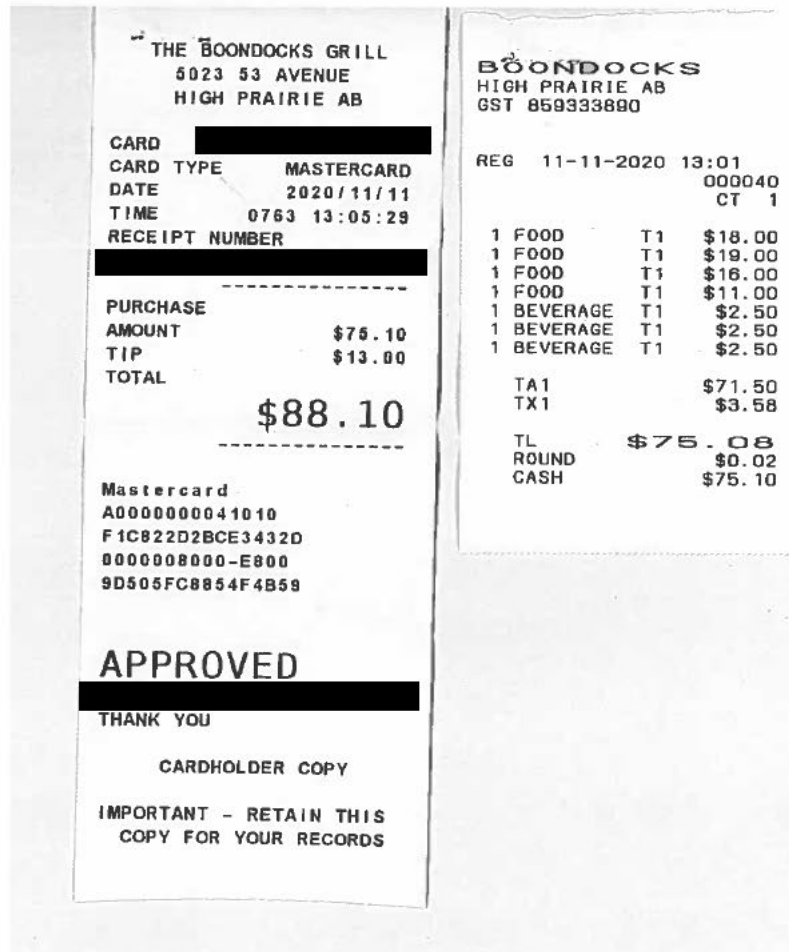 THE BOONDOCKS GRILL
5023 53 AVENUE
HIGH PRAIRIE AB
CARD
CARD TYPE MASTERCARD
DATE 2020/11/11
TIME 0763 13:05:29
RECEIPT NUMBER
PURCHASE
AMOUNT $75.10
TIP $13.00
TOTAL
$88.10
Mastercard
A0000000041010
F1C822D2BCE3432D
0000008000-E800
9D505FC8854F4B59
APPROVED
THANK YOU
CARDHOLDER COPY
IMPORTANT - RETAIN THIS
COPY FOR YOUR RECORDS
BOONDOCKS
HIGH PRAIRIE AB
GST 859333890
REG 11-11-2020 13:01
000040
CT 1
1 FOOD T1 $18.00
1 FOOD T1 $19.00
1 FOOD T1 $16.00
1 FOOD T1 $11.00
1 BEVERAGE T1 $2.50
1 BEVERAGE T1 $2.50
1 BEVERAGE T1 $2.50
TA1 $71.50
TX1 $3.58
TL $75.08
ROUND $0.02
CASH $75.10